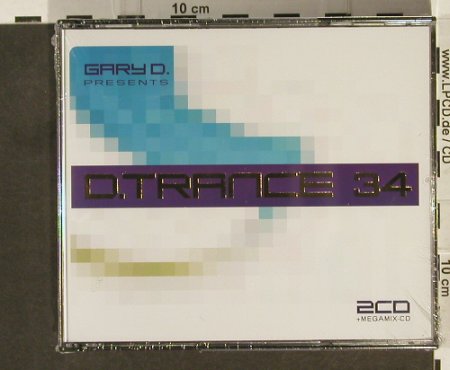 10 cm
GARY D.
PRESENTS
D.TRANCE 34
2CD
+MEGAMIX CD
www.LPCD.de/CD
10 cm